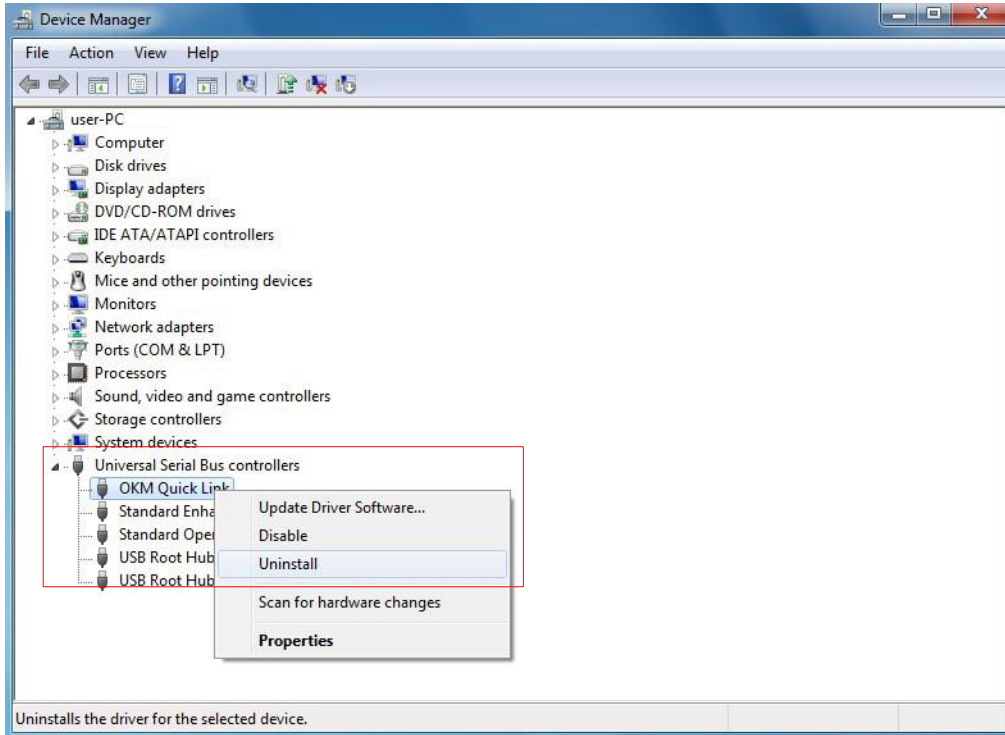 Device Manager
File Action View Help
user-PC
Computer
Disk drives
Display adapters
DVD/CD-ROM drives
IDE ATA/ATAPI controllers
Keyboards
Mice and other pointing devices
Monitors
Network adapters
Ports (COM & LPT)
Processors
Sound, video and game controllers
Storage controllers
System devices
Universal Serial Bus controllers
OKM Quick Link
Standard Enha
Standard Oper
USB Root Hub
USB Root Hub
Update Driver Software...
Disable
Uninstall
Scan for hardware changes
Properties
Uninstalls the driver for the selected device.